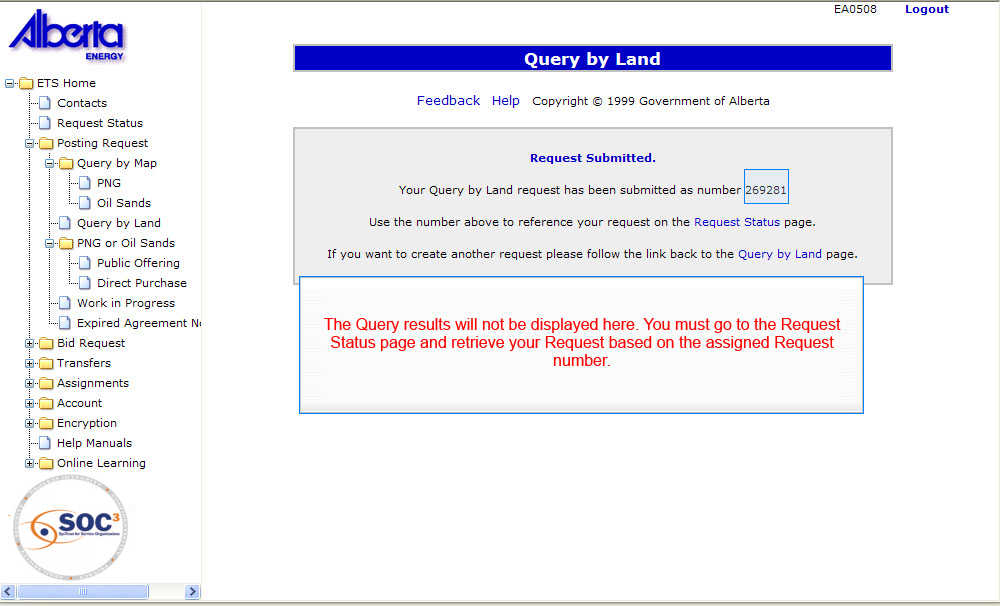 EA0508 Logout
Alberta
ENERGY
Query by Land
Feedback Help Copyright © 1999 Government of Alberta
ETS Home
Contacts
Request Status
Posting Request
Query by Map
PNG
Oil Sands
Query by Land
PNG or Oil Sands
Public Offering
Direct Purchase
Work in Progress
Expired Agreement No
Bid Request
Transfers
Assignments
Account
Encryption
Help Manuals
Online Learning
Request Submitted.
Your Query by Land request has been submitted as number 269281
Use the number above to reference your request on the Request Status page.
If you want to create another request please follow the link back to the Query by Land page.
The Query results will not be displayed here. You must go to the Request
Status page and retrieve your Request based on the assigned Request
number.
SOC3
SysTrust for Service Organizations